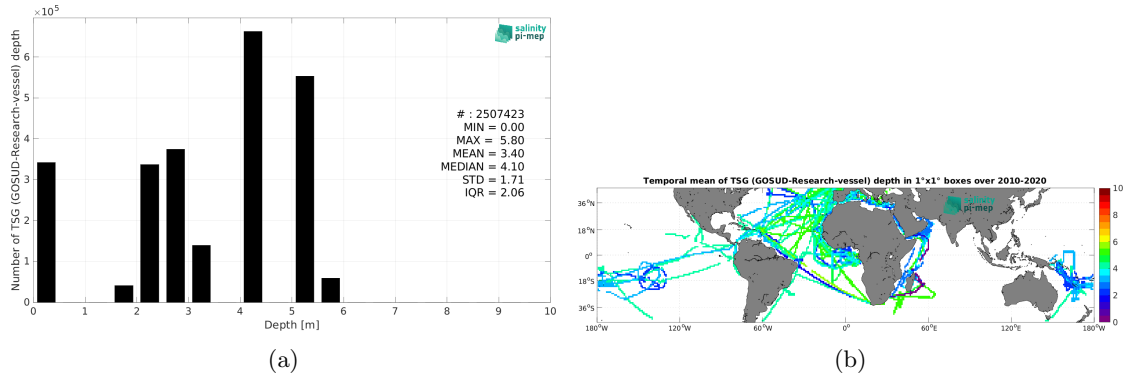 ×10⁵
salinity
pi-mep
6
5
4
3
2
1
0
Number of TSG (GOSUD-Research-vessel) depth
# : 2507423
MIN = 0.00
MAX = 5.80
MEAN = 3.40
MEDIAN = 4.10
STD = 1.71
IQR = 2.06
0 1 2 3 4 5 6 7 8 9 10
Depth [m]
(a)
Temporal mean of TSG (GOSUD-Research-vessel) depth in 1°x1° boxes over 2010-2020
salinity
pi-mep
36°N
18°N
0°
18°S
36°S
180°W 120°W 60°W 0° 60°E 120°E 180°E
10
8
6
4
2
0
(b)